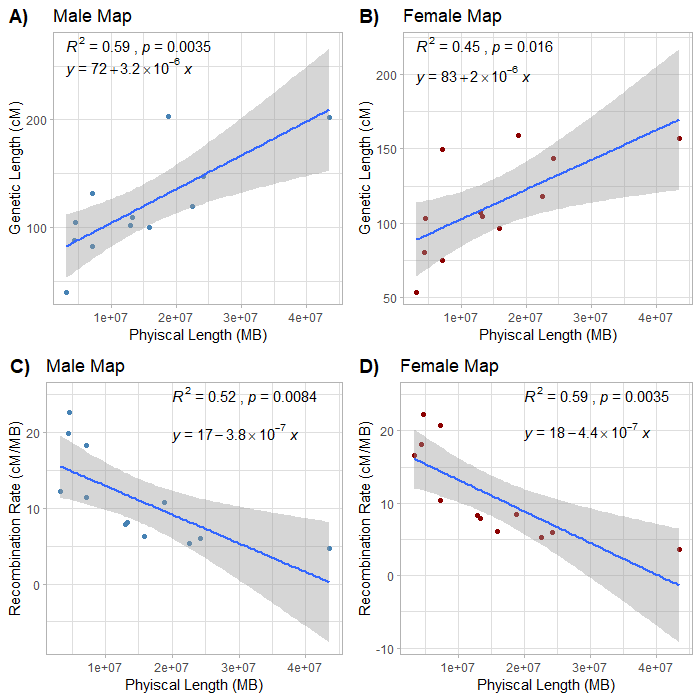 A) Male Map
R² = 0.59 , p = 0.0035
y = 72 + 3.2 × 10⁻⁶ x
200
100
Genetic Length (cM)
1e+07 2e+07 3e+07 4e+07
Phyiscal Length (MB)
B) Female Map
R² = 0.45 , p = 0.016
y = 83 + 2 × 10⁻⁶ x
200
150
100
50
Genetic Length (cM)
1e+07 2e+07 3e+07 4e+07
Phyiscal Length (MB)
C) Male Map
R² = 0.52 , p = 0.0084
y = 17 − 3.8 × 10⁻⁷ x
20
10
0
Recombination Rate (cM/MB)
1e+07 2e+07 3e+07 4e+07
Phyiscal Length (MB)
D) Female Map
R² = 0.59 , p = 0.0035
y = 18 − 4.4 × 10⁻⁷ x
20
10
0
-10
Recombination Rate (cM/MB)
1e+07 2e+07 3e+07 4e+07
Phyiscal Length (MB)